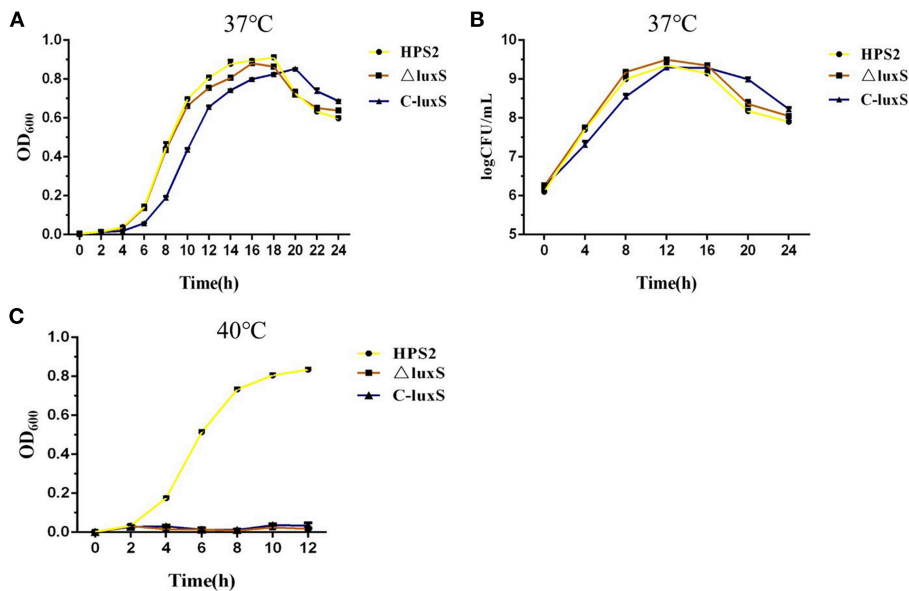 A
37°C
1.0
0.8
0.6
0.4
0.2
0.0
OD600
0 2 4 6 8 10 12 14 16 18 20 22 24
Time(h)
HPS2
△luxS
C-luxS
B
37°C
10
9
8
7
6
5
logCFU/mL
0 4 8 12 16 20 24
Time(h)
HPS2
△luxS
C-luxS
C
40°C
1.0
0.8
0.6
0.4
0.2
0.0
OD600
0 2 4 6 8 10 12
Time(h)
HPS2
△luxS
C-luxS